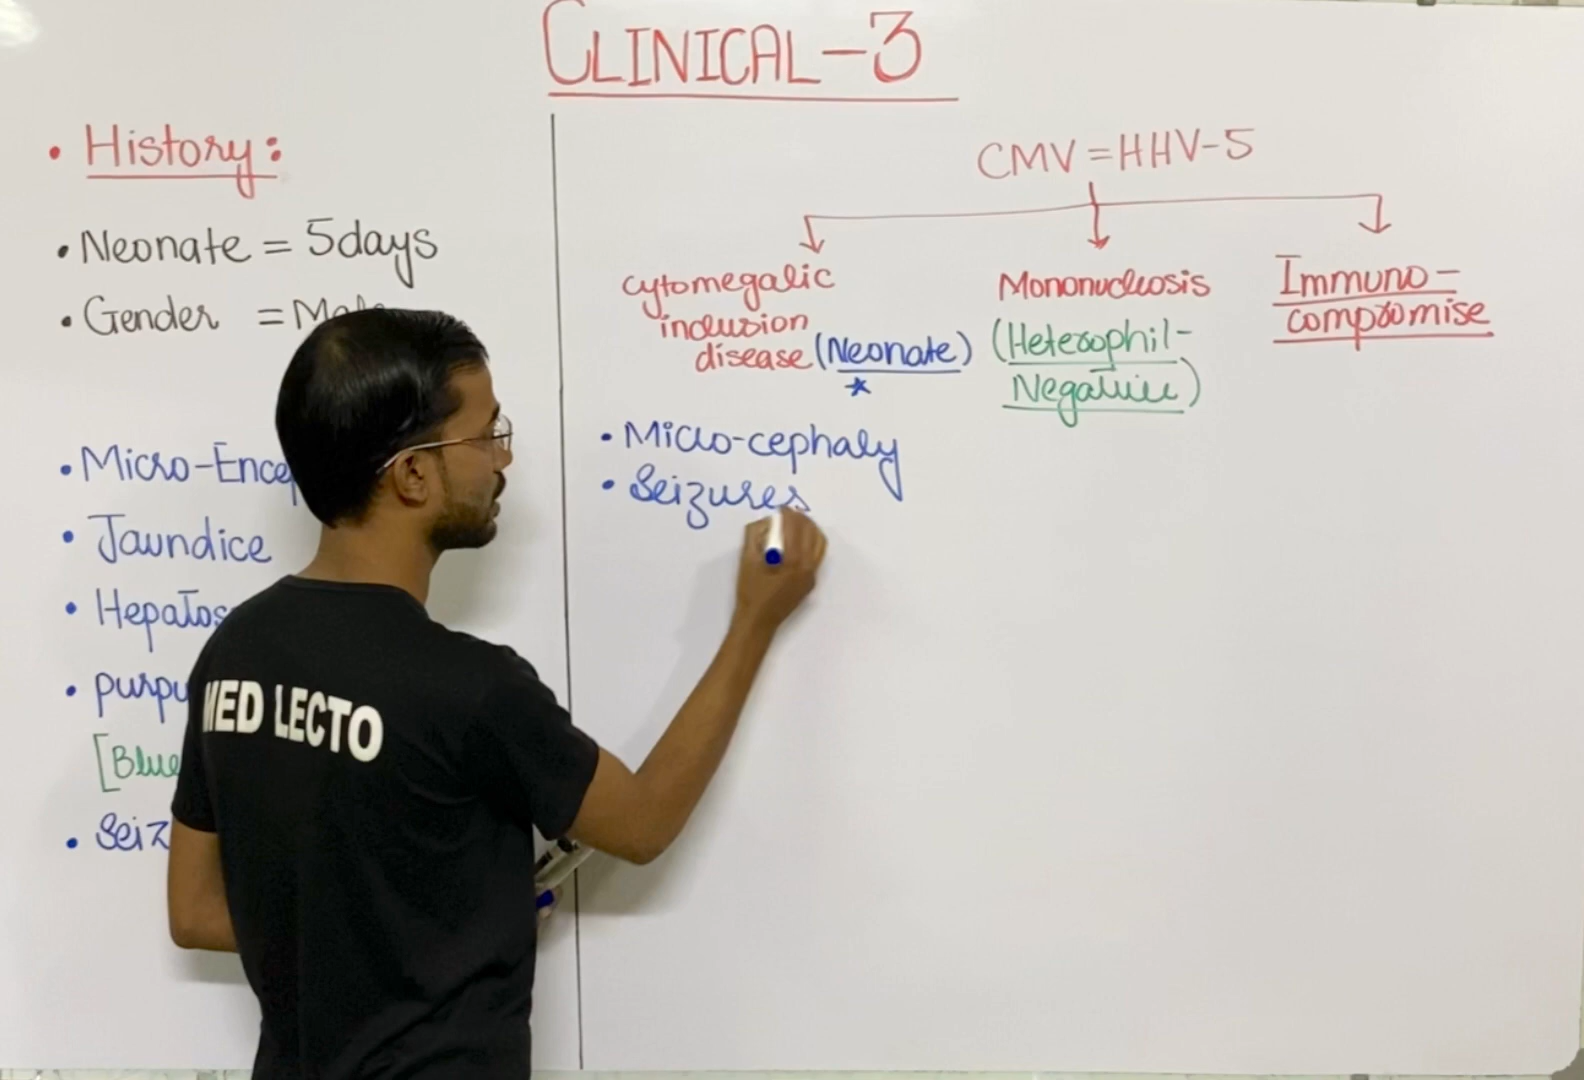 CLINICAL-3
• History:
• Neonate = 5days
• Gender = Male
• Micro-Ence
• Jaundice
• Hepatos
• purpu
[Blue
• Seiz
CMV = HHV-5
Cytomegalic
inclusion
disease (Neonate)
*
• Micro-cephaly
• Seizures
Mononucleosis
(Heterophil-
Negative)
Immuno-
compromise
MED LECTO